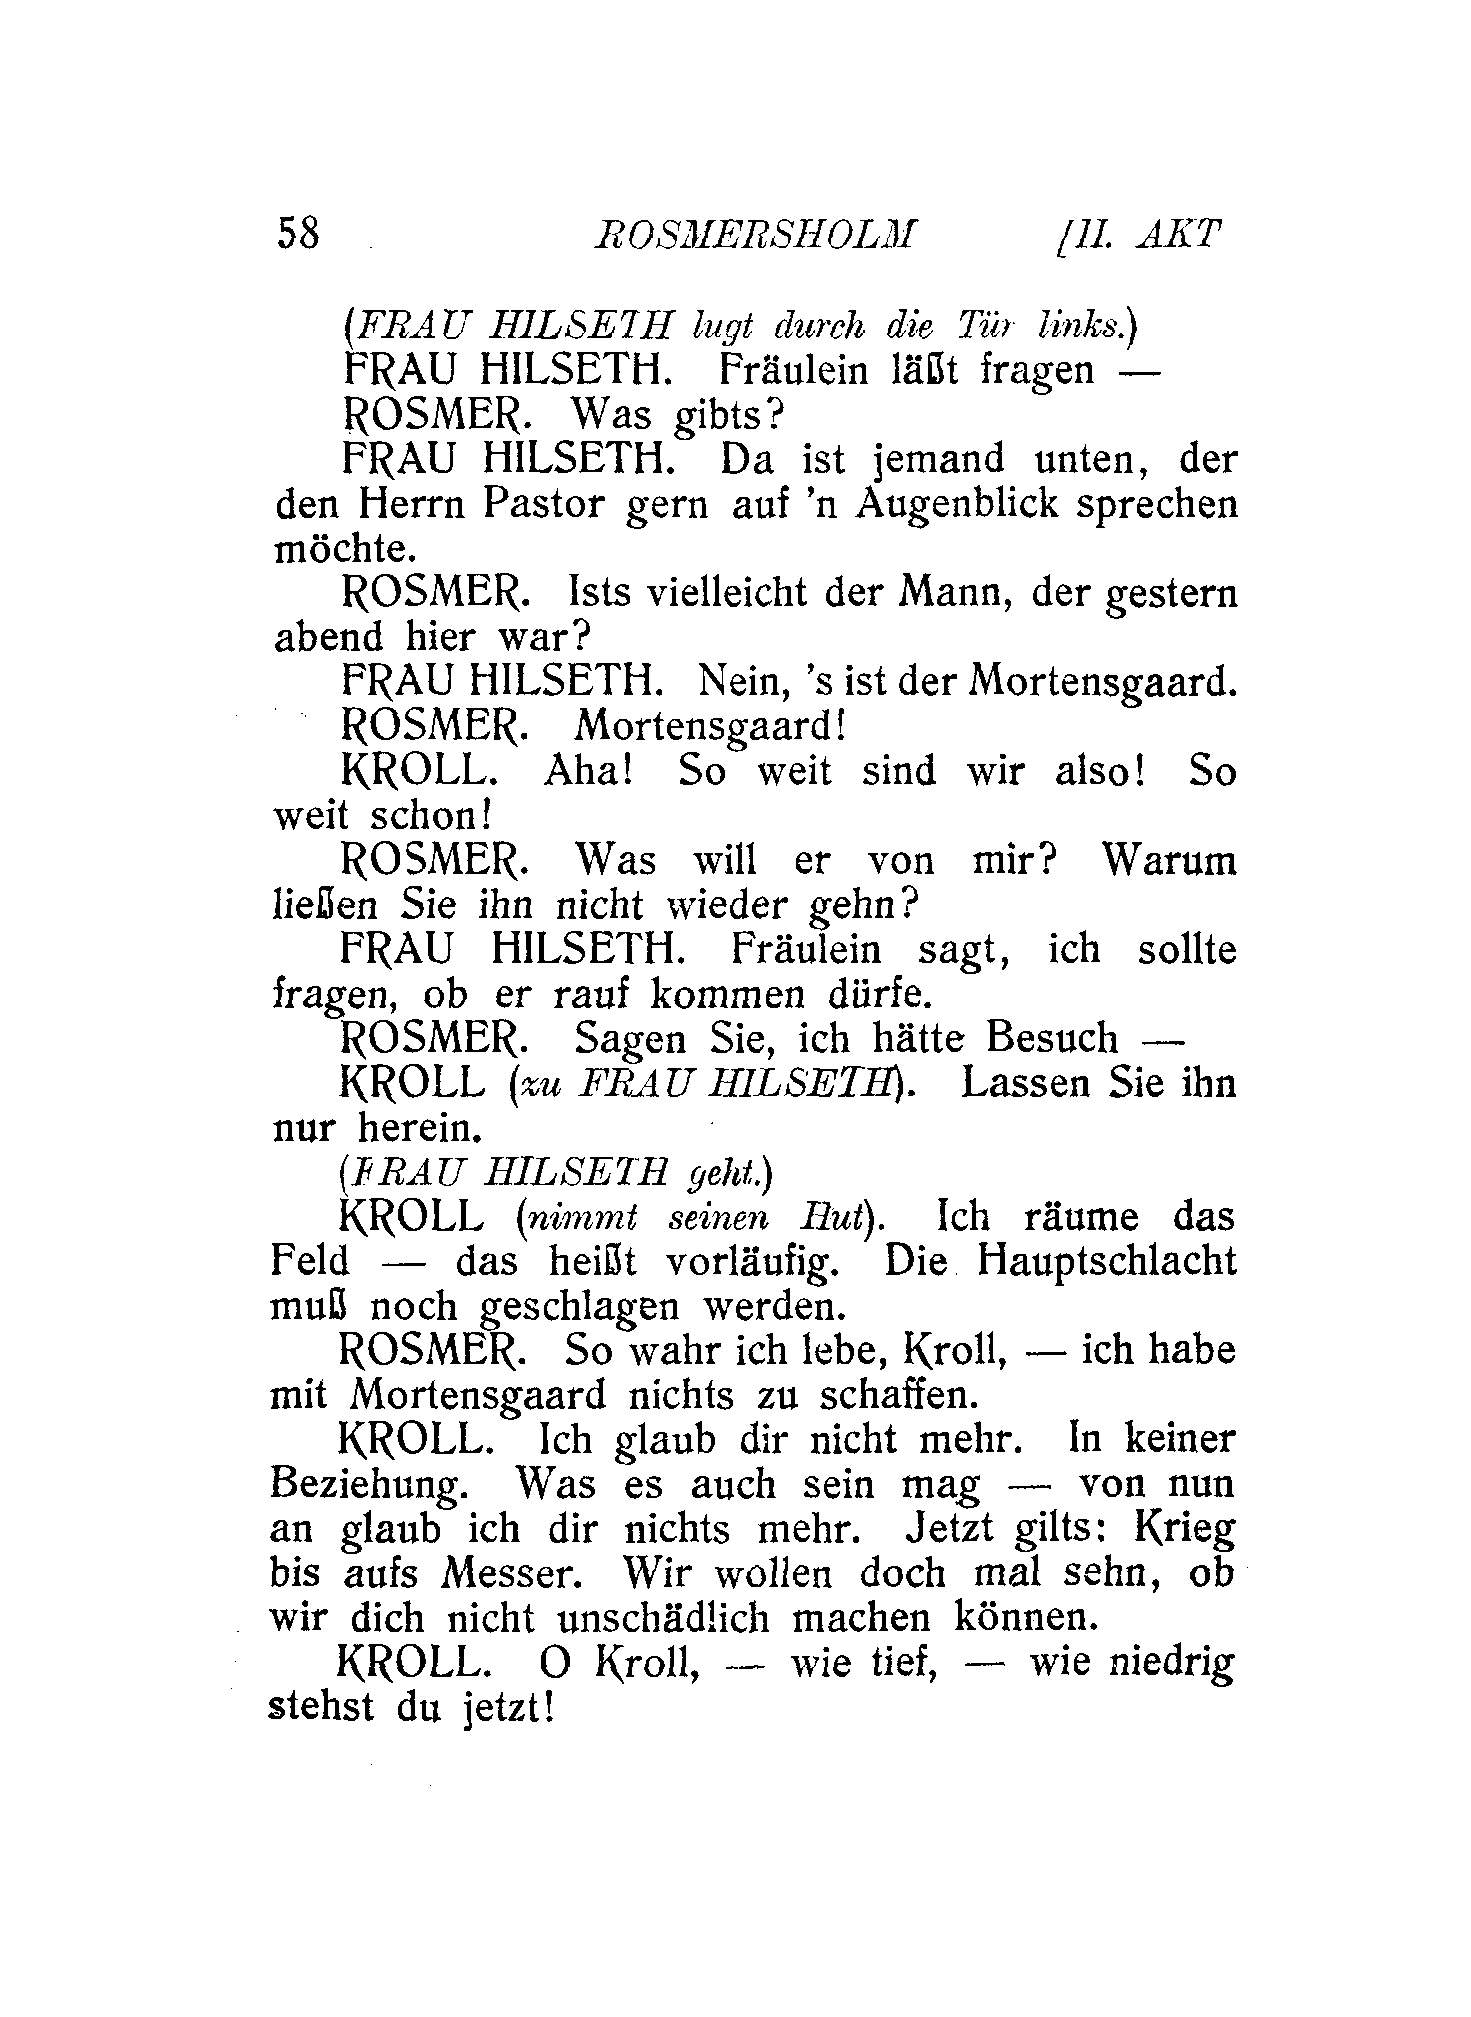 58 ROSMERSHOLM [II. AKT
(FRAU HILSETH lugt durch die Tür links.)
FRAU HILSETH. Fräulein läßt fragen —
ROSMER. Was gibts?
FRAU HILSETH. Da ist jemand unten, der
den Herrn Pastor gern auf 'n Augenblick sprechen
möchte.
ROSMER. Ists vielleicht der Mann, der gestern
abend hier war?
FRAU HILSETH. Nein, 's ist der Mortensgaard.
ROSMER. Mortensgaard!
KROLL. Aha! So weit sind wir also! So
weit schon!
ROSMER. Was will er von mir? Warum
ließen Sie ihn nicht wieder gehn?
FRAU HILSETH. Fräulein sagt, ich sollte
fragen, ob er rauf kommen dürfe.
ROSMER. Sagen Sie, ich hätte Besuch —
KROLL (zu FRAU HILSETH). Lassen Sie ihn
nur herein.
(FRAU HILSETH geht.)
KROLL (nimmt seinen Hut). Ich räume das
Feld — das heißt vorläufig. Die Hauptschlacht
muß noch geschlagen werden.
ROSMER. So wahr ich lebe, Kroll, — ich habe
mit Mortensgaard nichts zu schaffen.
KROLL. Ich glaub dir nicht mehr. In keiner
Beziehung. Was es auch sein mag — von nun
an glaub ich dir nichts mehr. Jetzt gilts: Krieg
bis aufs Messer. Wir wollen doch mal sehn, ob
wir dich nicht unschädlich machen können.
KROLL. O Kroll, — wie tief, — wie niedrig
stehst du jetzt!